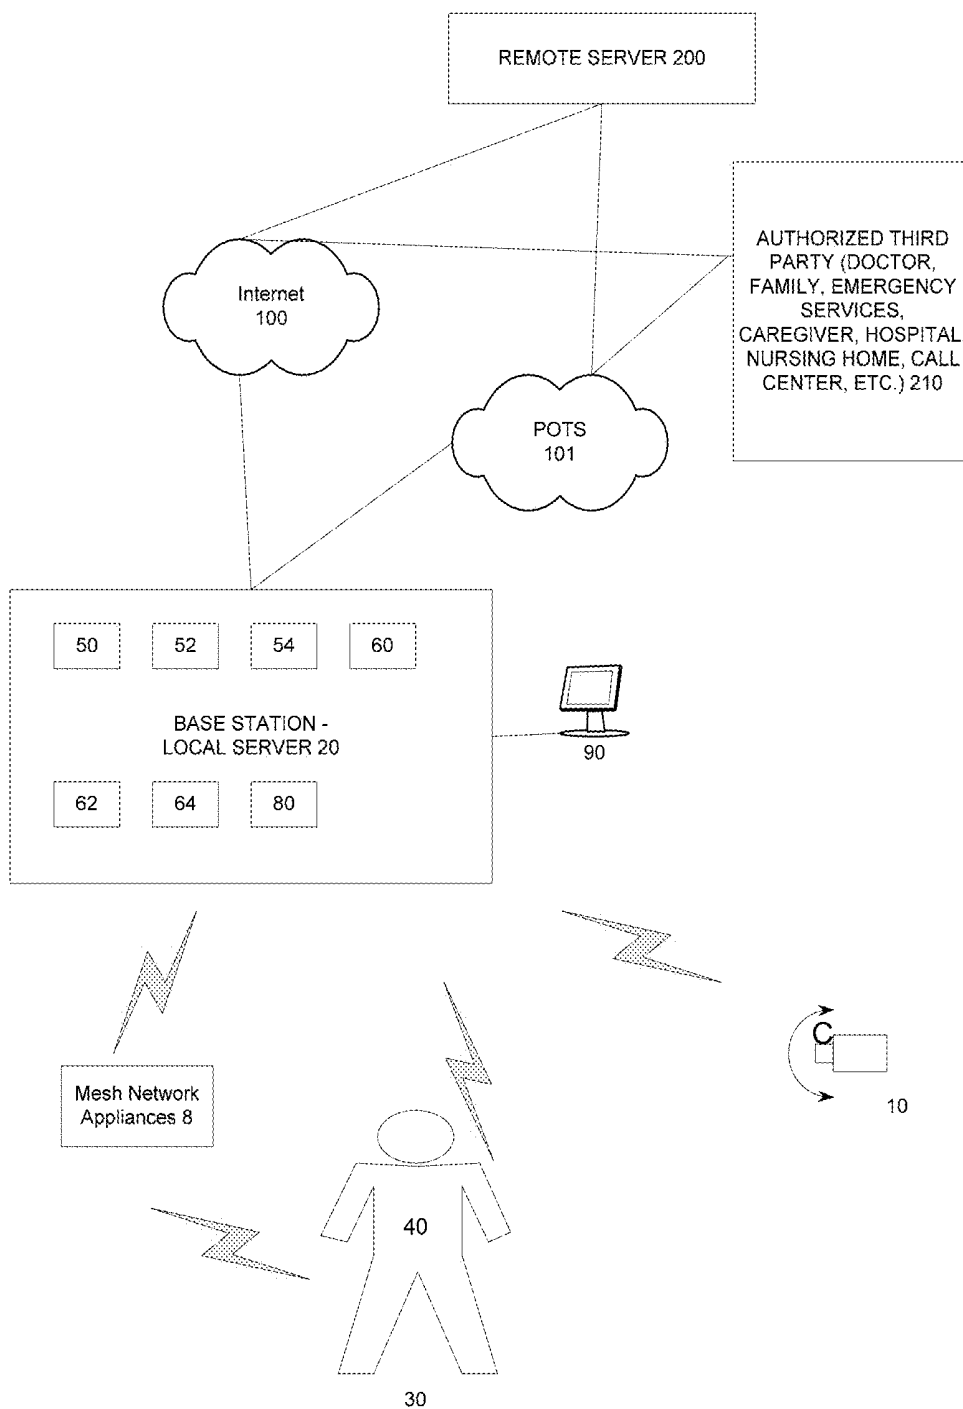 REMOTE SERVER 200
AUTHORIZED THIRD
PARTY (DOCTOR,
FAMILY, EMERGENCY
SERVICES,
CAREGIVER, HOSPITAL,
NURSING HOME, CALL
CENTER, ETC.) 210
Internet
100
POTS
101
50
52
54
60
BASE STATION -
LOCAL SERVER 20
90
62
64
80
C
10
Mesh Network
Appliances 8
40
30